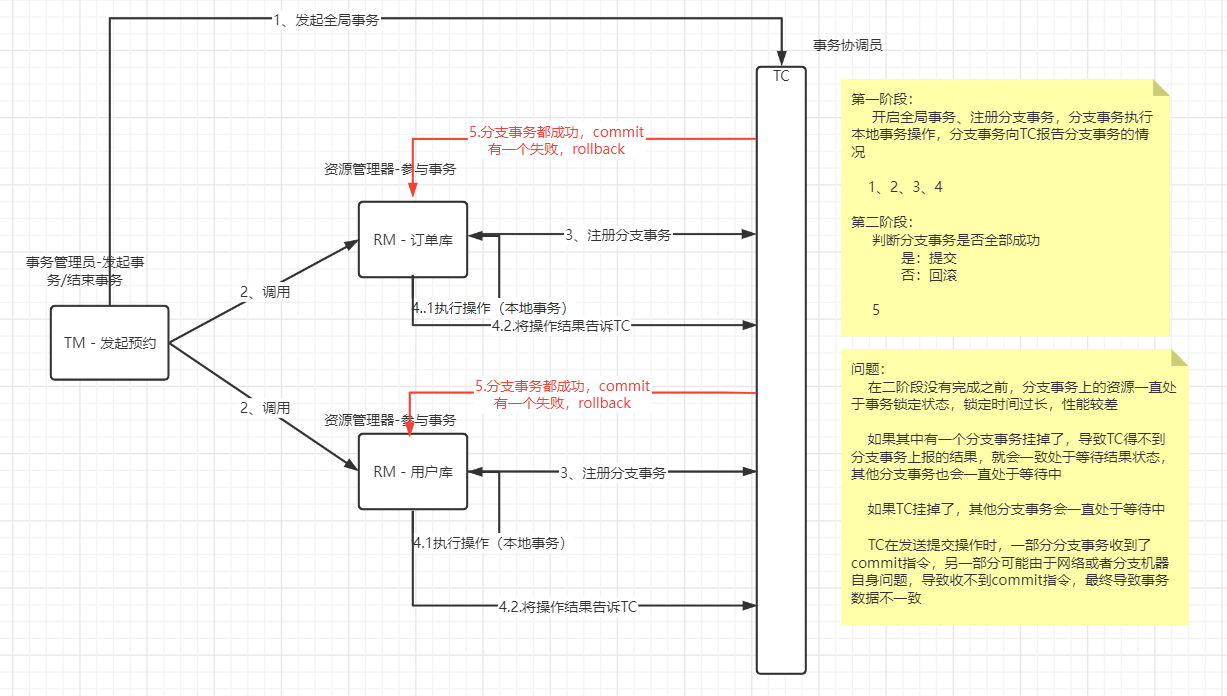 1、发起全局事务
事务协调员
TC
第一阶段：
开启全局事务、注册分支事务，分支事务执行
本地事务操作，分支事务向TC报告分支事务的情
况
1、2、3、4
第二阶段：
判断分支事务是否全部成功
是：提交
否：回滚
5
5.分支事务都成功，commit
有一个失败，rollback
资源管理器-参与事务
RM - 订单库
3、注册分支事务
事务管理员-发起事
务/结束事务
2、调用
4..1执行操作（本地事务）
4.2.将操作结果告诉TC
TM - 发起预约
5.分支事务都成功，commit
有一个失败，rollback
2、调用
资源管理器-参与事务
RM - 用户库
3、注册分支事务
4.1执行操作（本地事务）
4.2.将操作结果告诉TC
问题：
在二阶段没有完成之前，分支事务上的资源一直处
于事务锁定状态，锁定时间过长，性能较差
如果其中有一个分支事务挂掉了，导致TC得不到
分支事务上报的结果，就会一致处于等待结果状态，
其他分支事务也会一直处于等待中
如果TC挂掉了，其他分支事务会一直处于等待中
TC在发送提交操作时，一部分分支事务收到了
commit指令，另一部分可能由于网络或者分支机器
自身问题，导致收不到commit指令，最终导致事务
数据不一致